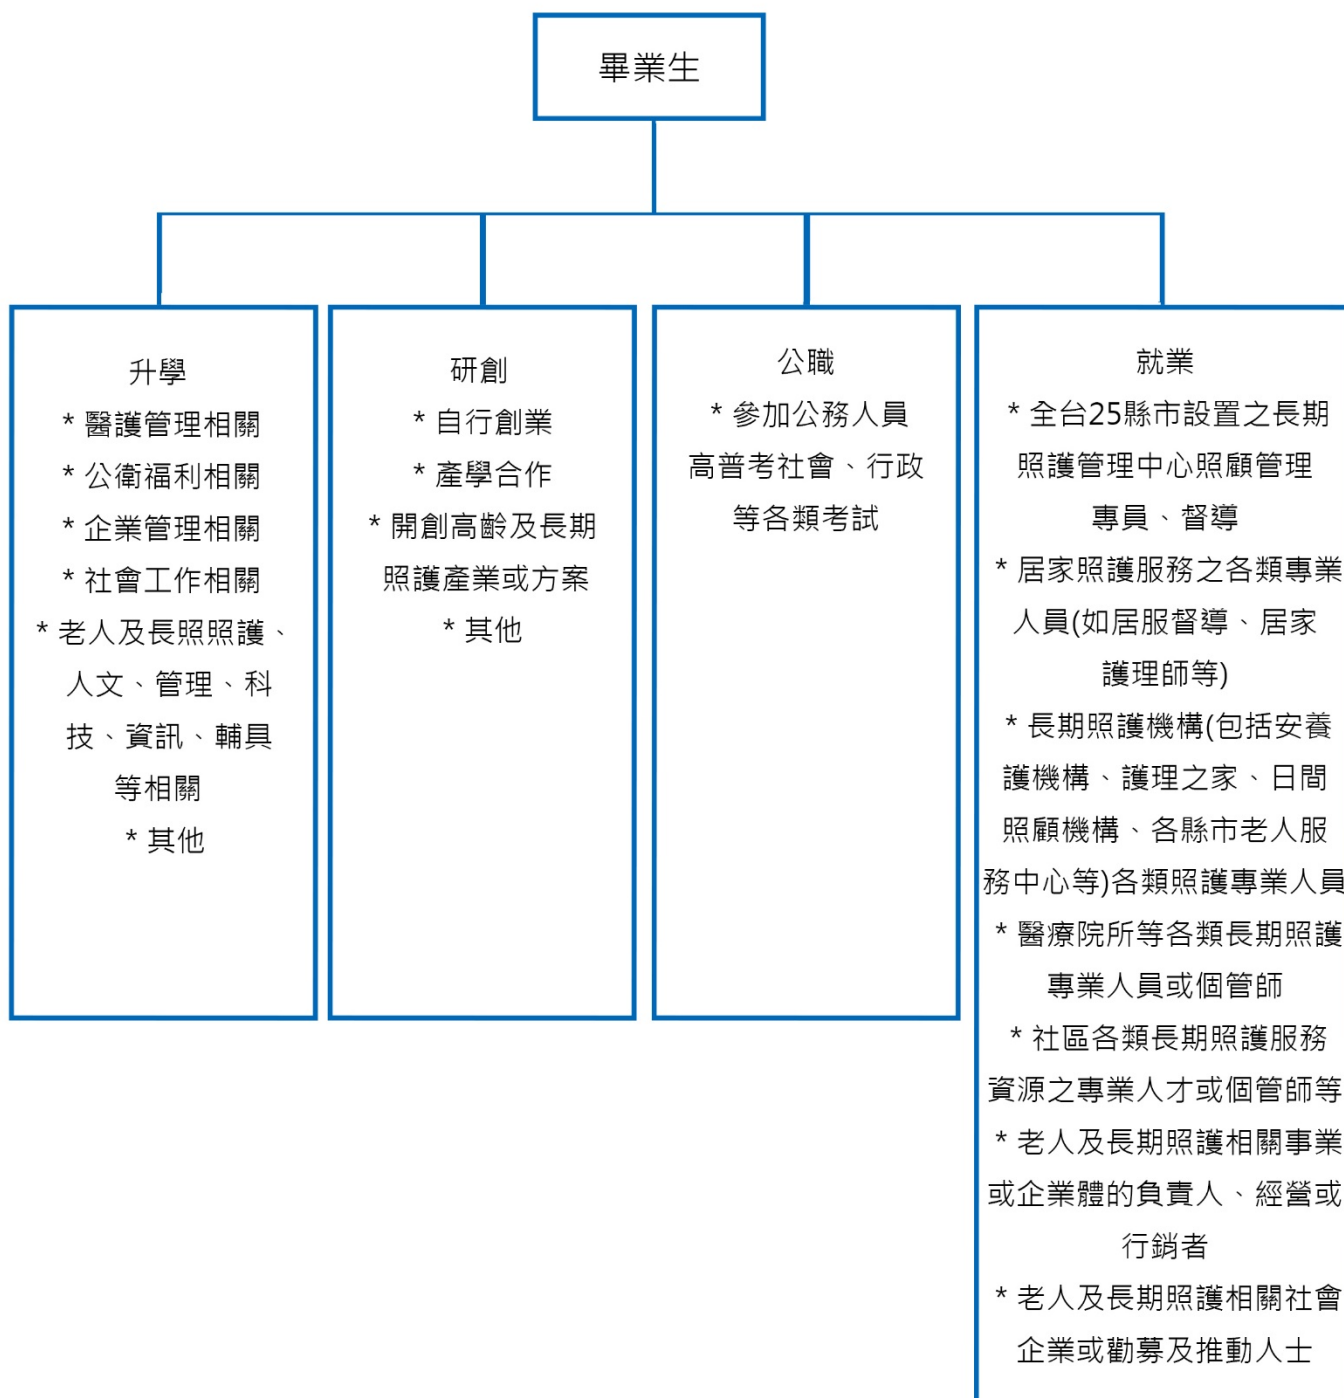 畢業生
升學
* 醫護管理相關
* 公衛福利相關
* 企業管理相關
* 社會工作相關
* 老人及長照照護、
人文、管理、科
技、資訊、輔具
等相關
* 其他
研創
* 自行創業
* 產學合作
* 開創高齡及長期
照護產業或方案
* 其他
公職
* 參加公務人員
高普考社會、行政
等各類考試
就業
* 全台25縣市設置之長期
照護管理中心照顧管理
專員、督導
* 居家照護服務之各類專業
人員(如居服督導、居家
護理師等)
* 長期照護機構(包括安養
護機構、護理之家、日間
照顧機構、各縣市老人服
務中心等)各類照護專業人員
* 醫療院所等各類長期照護
專業人員或個管師
* 社區各類長期照護服務
資源之專業人才或個管師等
* 老人及長期照護相關事業
或企業體的負責人、經營或
行銷者
* 老人及長期照護相關社會
企業或勸募及推動人士